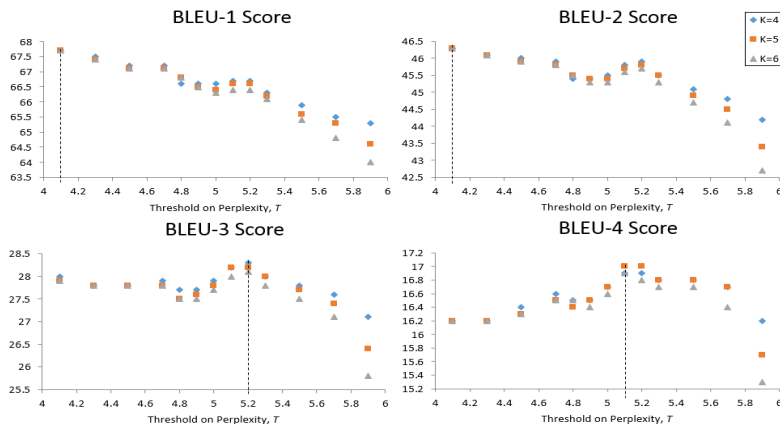 BLEU-1 Score
68
67.5
67
66.5
66
65.5
65
64.5
64
63.5
4 4.2 4.4 4.6 4.8 5 5.2 5.4 5.6 5.8 6
Threshold on Perplexity, T
BLEU-2 Score
46.5
46
45.5
45
44.5
44
43.5
43
42.5
4 4.2 4.4 4.6 4.8 5 5.2 5.4 5.6 5.8 6
Threshold on Perplexity, T
K=4
K=5
K=6
BLEU-3 Score
28.5
28
27.5
27
26.5
26
25.5
4 4.2 4.4 4.6 4.8 5 5.2 5.4 5.6 5.8 6
Threshold on Perplexity, T
BLEU-4 Score
17.2
17
16.8
16.6
16.4
16.2
16
15.8
15.6
15.4
15.2
4 4.2 4.4 4.6 4.8 5 5.2 5.4 5.6 5.8 6
Threshold on Perplexity, T